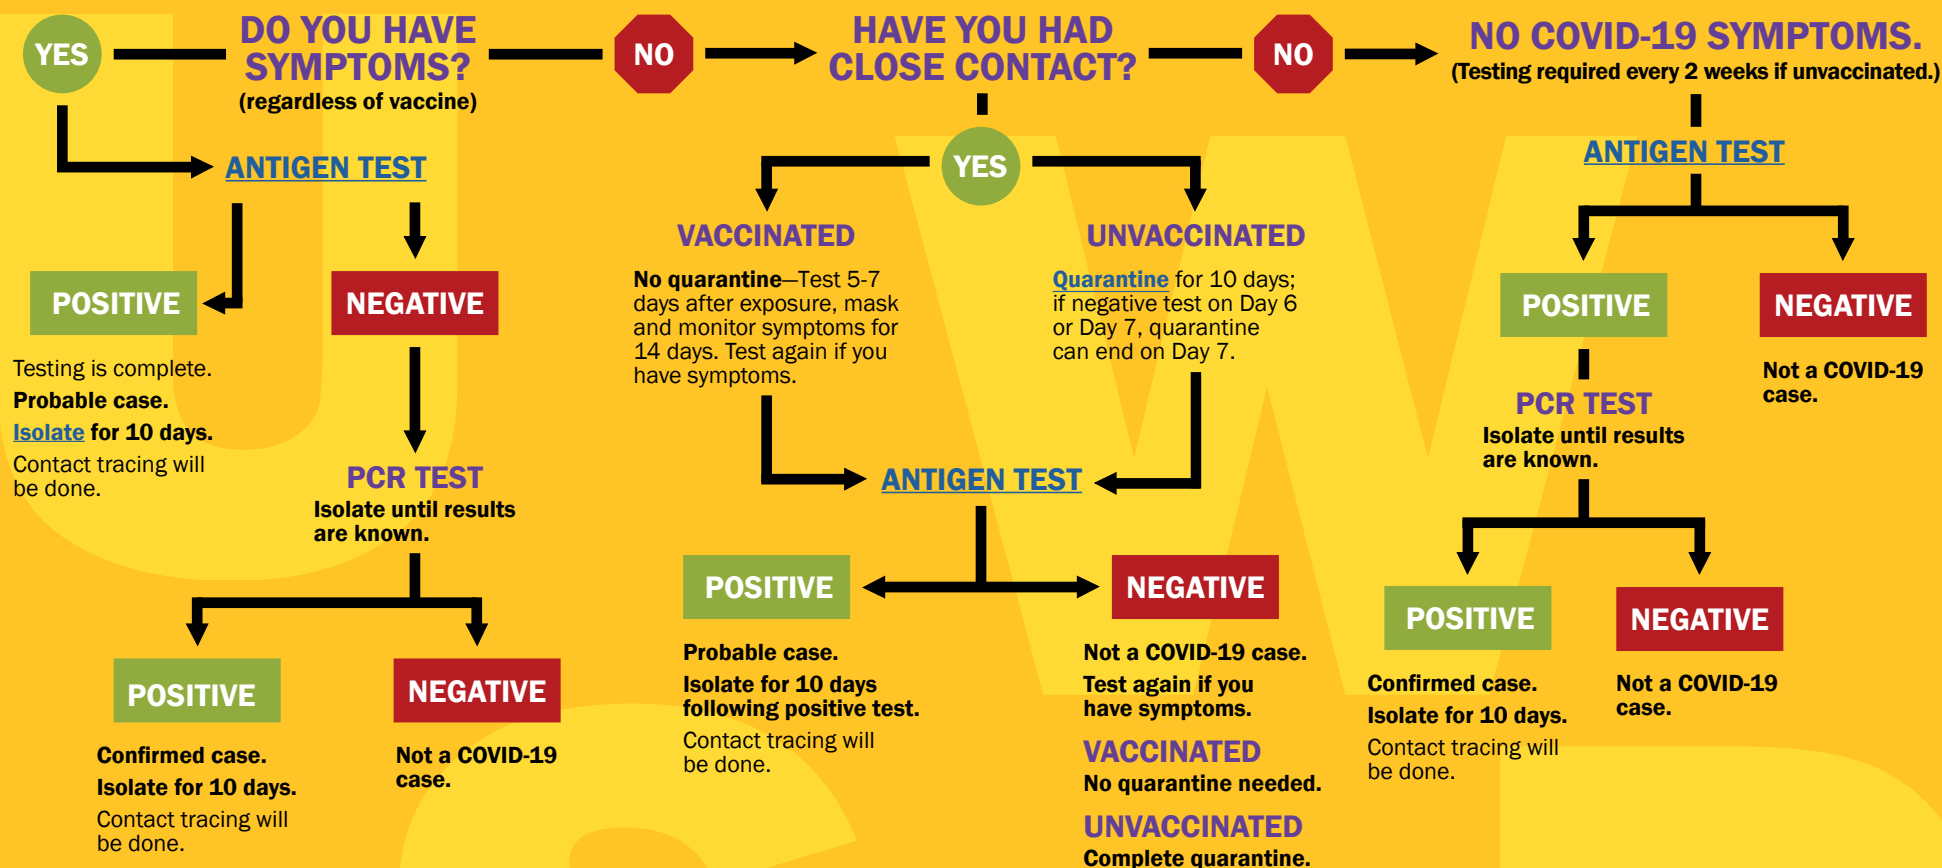 YES
DO YOU HAVE
SYMPTOMS?
(regardless of vaccine)
NO
HAVE YOU HAD
CLOSE CONTACT?
NO
NO COVID-19 SYMPTOMS.
(Testing required every 2 weeks if unvaccinated.)
ANTIGEN TEST
POSITIVE
Testing is complete.
Probable case.
Isolate for 10 days.
Contact tracing will
be done.
NEGATIVE
PCR TEST
Isolate until results
are known.
POSITIVE
Confirmed case.
Isolate for 10 days.
Contact tracing will
be done.
NEGATIVE
Not a COVID-19
case.
YES
VACCINATED
No quarantine—Test 5-7
days after exposure, mask
and monitor symptoms for
14 days. Test again if you
have symptoms.
UNVACCINATED
Quarantine for 10 days;
if negative test on Day 6
or Day 7, quarantine
can end on Day 7.
ANTIGEN TEST
POSITIVE
Probable case.
Isolate for 10 days
following positive test.
Contact tracing will
be done.
NEGATIVE
Not a COVID-19 case.
Test again if you
have symptoms.
VACCINATED
No quarantine needed.
UNVACCINATED
Complete quarantine.
ANTIGEN TEST
POSITIVE
PCR TEST
Isolate until results
are known.
POSITIVE
Confirmed case.
Isolate for 10 days.
Contact tracing will
be done.
NEGATIVE
Not a COVID-19
case.
NEGATIVE
Not a COVID-19
case.